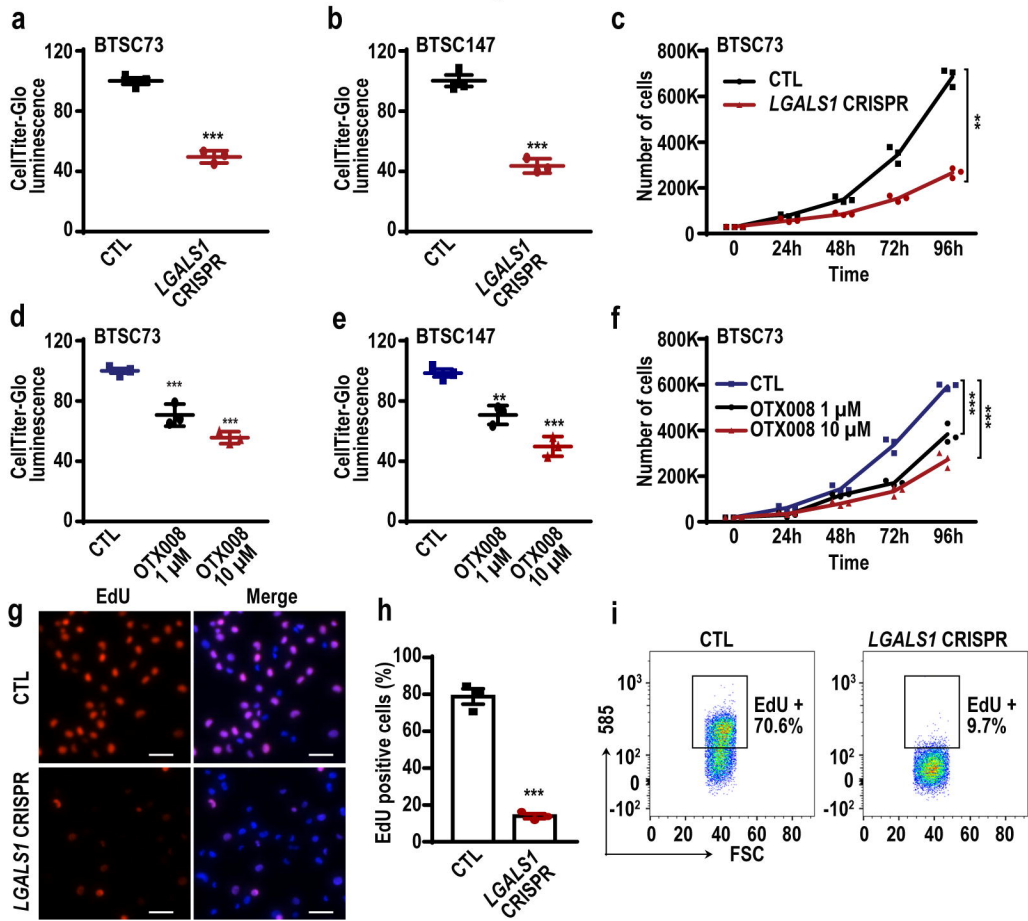 a
BTSC73
CellTiter-Glo
luminescence
120
80
40
0
***
CTL
LGALS1
CRISPR
b
BTSC147
CellTiter-Glo
luminescence
120
80
40
0
***
CTL
LGALS1
CRISPR
c
BTSC73
Number of cells
800K
600K
400K
200K
0
CTL
LGALS1 CRISPR
**
0 24h 48h 72h 96h
Time
d
BTSC73
CellTiter-Glo
luminescence
120
80
40
0
***
***
CTL
OTX008
1 µM
OTX008
10 µM
e
BTSC147
CellTiter-Glo
luminescence
120
80
40
0
**
***
CTL
OTX008
1 µM
OTX008
10 µM
f
BTSC73
Number of cells
800K
600K
400K
200K
0
CTL
OTX008 1 µM
OTX008 10 µM
***
***
0 24h 48h 72h 96h
Time
g
EdU Merge
CTL
LGALS1 CRISPR
h
EdU positive cells (%)
100
80
60
40
20
0
***
CTL
LGALS1
CRISPR
i
CTL
LGALS1 CRISPR
585
10³
10²
0
-10²
EdU +
70.6%
0 20 40 60 80
FSC
10³
10²
0
-10²
EdU +
9.7%
0 20 40 60 80